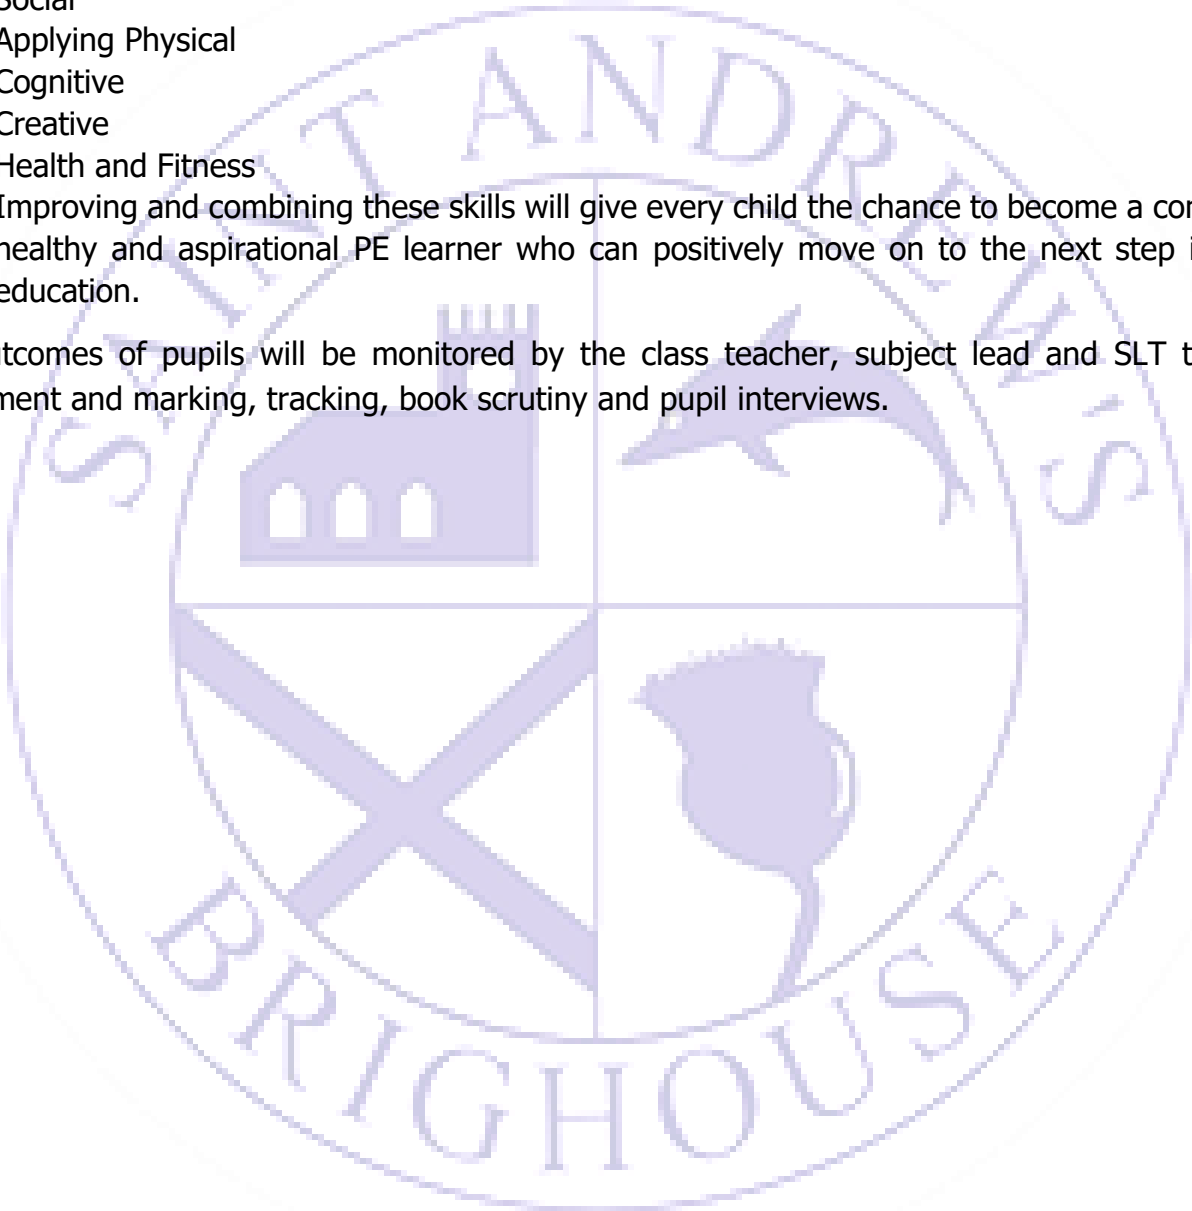 Social
Applying Physical
Cognitive
Creative
Health and Fitness
Improving and combining these skills will give every child the chance to become a
healthy and aspirational PE learner who can positively move on to the next step
education.
of pupils will be monitored by the class teacher, subject lead and SLT
and marking, tracking, book scrutiny and pupil interviews.
SAINT ANDREW'S
BRIGHOUSE